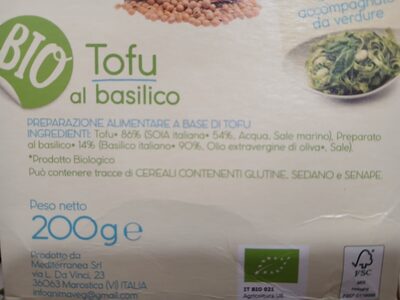 accompagnato
da verdure
BIO
Tofu
al basilico
PREPARAZIONE ALIMENTARE A BASE DI TOFU
INGREDIENTI: Tofu• 86% (SOIA italiana• 54%, Acqua, Sale marino), Preparato
al basilico• 14% (Basilico italiano• 90%, Olio extravergine di oliva•, Sale).
*Prodotto Biologico
Può contenere tracce di CEREALI CONTENENTI GLUTINE, SEDANO e SENAPE.
Peso netto
200g e
Prodotto da
Mediterránea Srl
via L. Da Vinci, 23
36063 Marostica (VI) ITALIA
IT BIO 021
Agricoltura UE
FSC